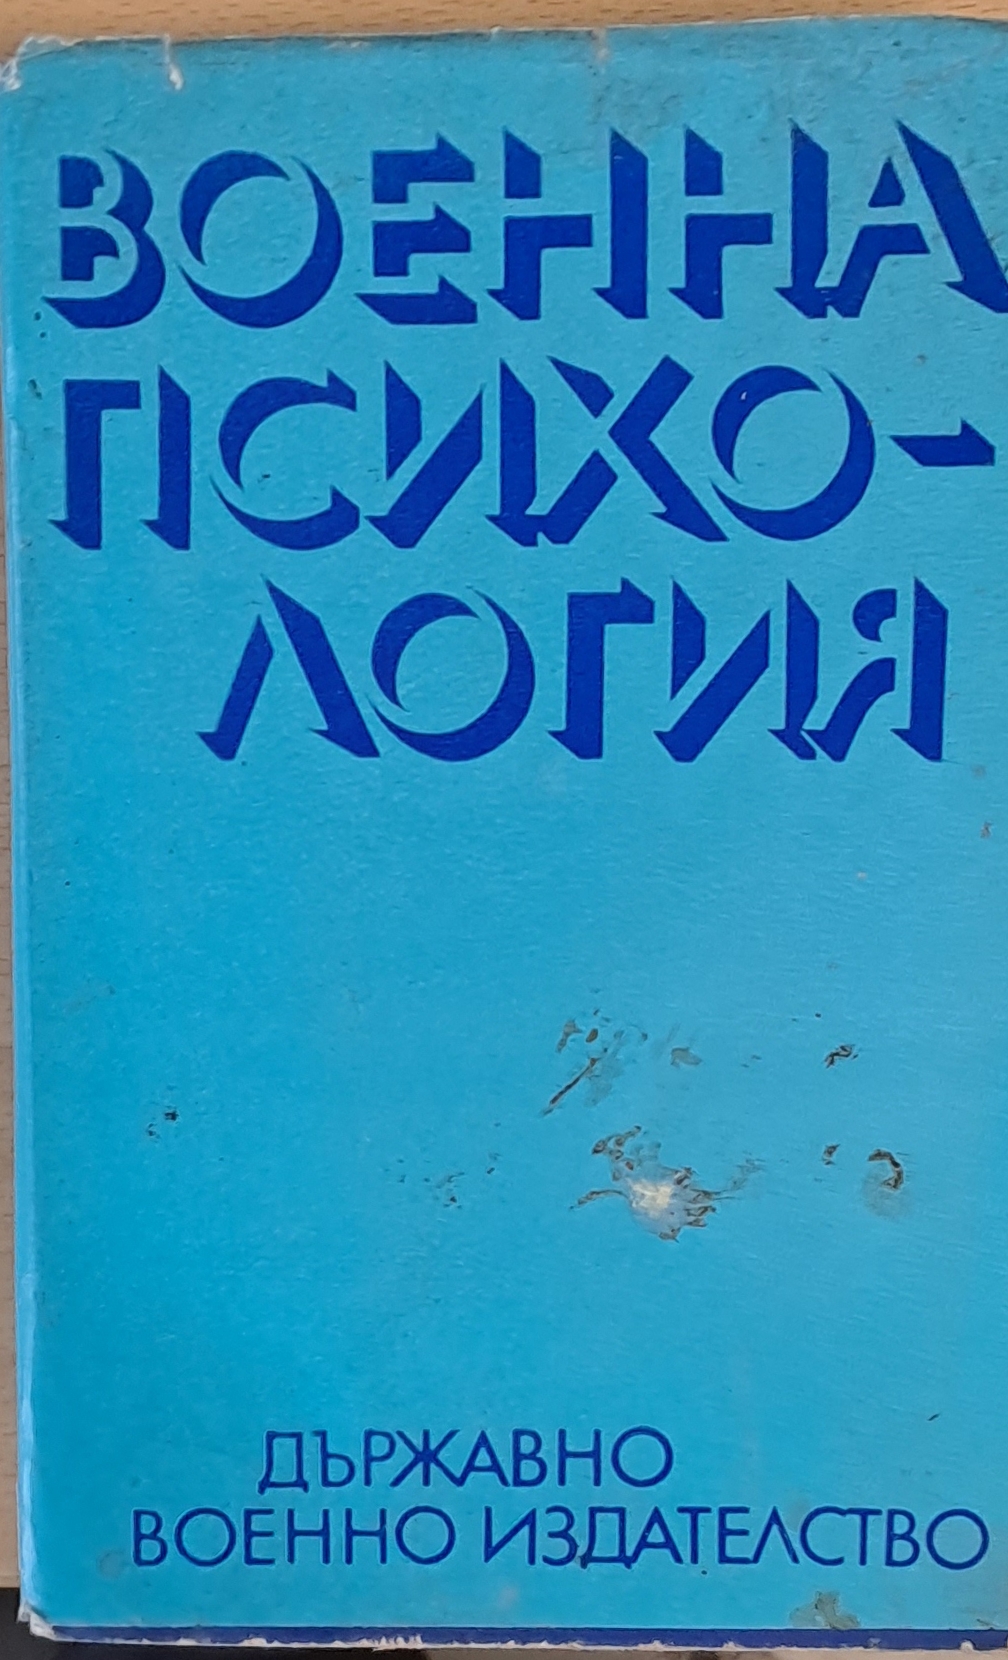 ВОЕННА
ПСИХО-
ЛОГИЯ
ДЪРЖАВНО
ВОЕННО ИЗДАТЕЛСТВО